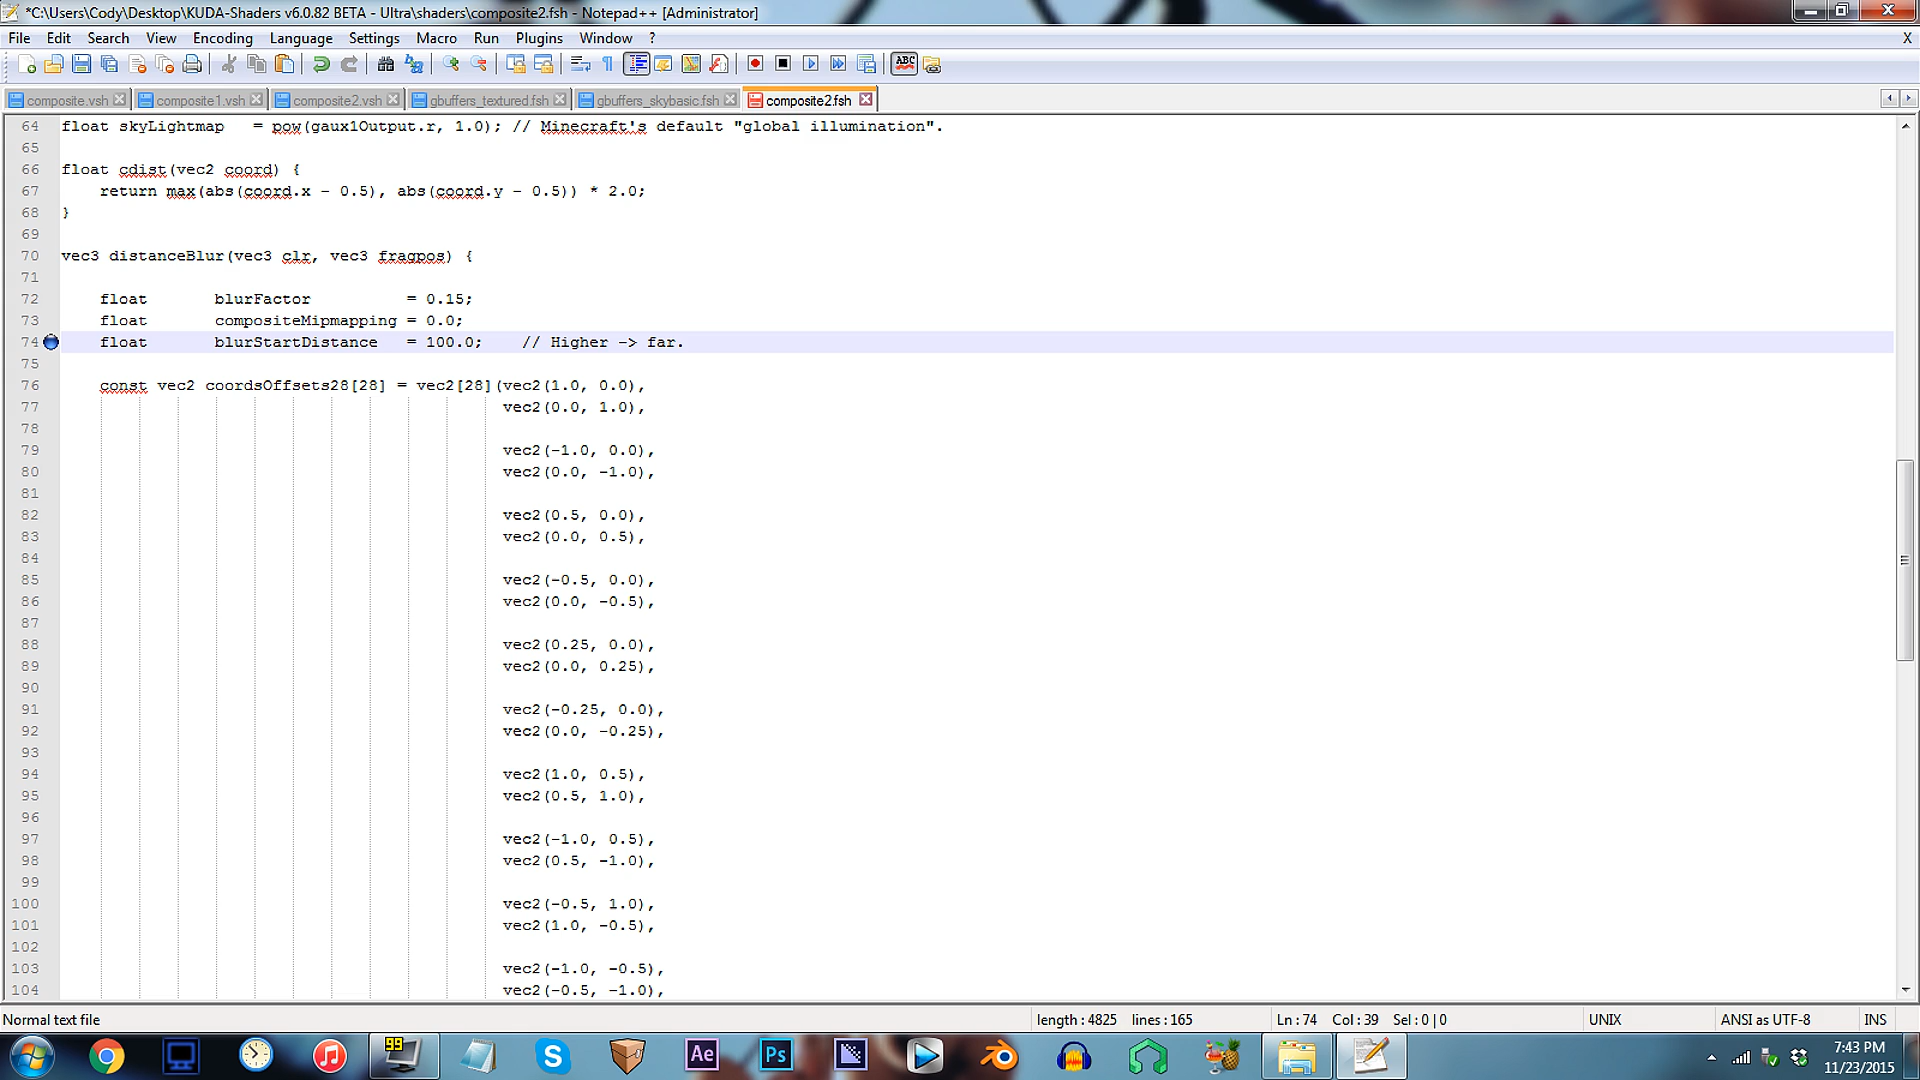 *C:\Users\Cody\Desktop\KUDA-Shaders v6.0.82 BETA - Ultra\shaders\composite2.fsh - Notepad++ [Administrator]
File Edit Search View Encoding Language Settings Macro Run Plugins Window ? X
ABC
composite.vsh composite1.vsh composite2.vsh gbuffers_textured.fsh gbuffers_skybasic.fsh composite2.fsh
64 float skyLightmap = pow(gaux1Output.r, 1.0); // Minecraft's default "global illumination".
65
66 float cdist(vec2 coord) {
67 return max(abs(coord.x - 0.5), abs(coord.y - 0.5)) * 2.0;
68 }
69
70 vec3 distanceBlur(vec3 clr, vec3 fragpos) {
71
72 float blurFactor = 0.15;
73 float compositeMipmapping = 0.0;
74 float blurStartDistance = 100.0; // Higher -> far.
75
76 const vec2 coordsOffsets28[28] = vec2[28](vec2(1.0, 0.0),
77 vec2(0.0, 1.0),
78
79 vec2(-1.0, 0.0),
80 vec2(0.0, -1.0),
81
82 vec2(0.5, 0.0),
83 vec2(0.0, 0.5),
84
85 vec2(-0.5, 0.0),
86 vec2(0.0, -0.5),
87
88 vec2(0.25, 0.0),
89 vec2(0.0, 0.25),
90
91 vec2(-0.25, 0.0),
92 vec2(0.0, -0.25),
93
94 vec2(1.0, 0.5),
95 vec2(0.5, 1.0),
96
97 vec2(-1.0, 0.5),
98 vec2(0.5, -1.0),
99
100 vec2(-0.5, 1.0),
101 vec2(1.0, -0.5),
102
103 vec2(-1.0, -0.5),
104 vec2(-0.5, -1.0),
Normal text file length : 4825 lines : 165 Ln : 74 Col : 39 Sel : 0 | 0 UNIX ANSI as UTF-8 INS
99 S Ae Ps
7:43 PM
11/23/2015